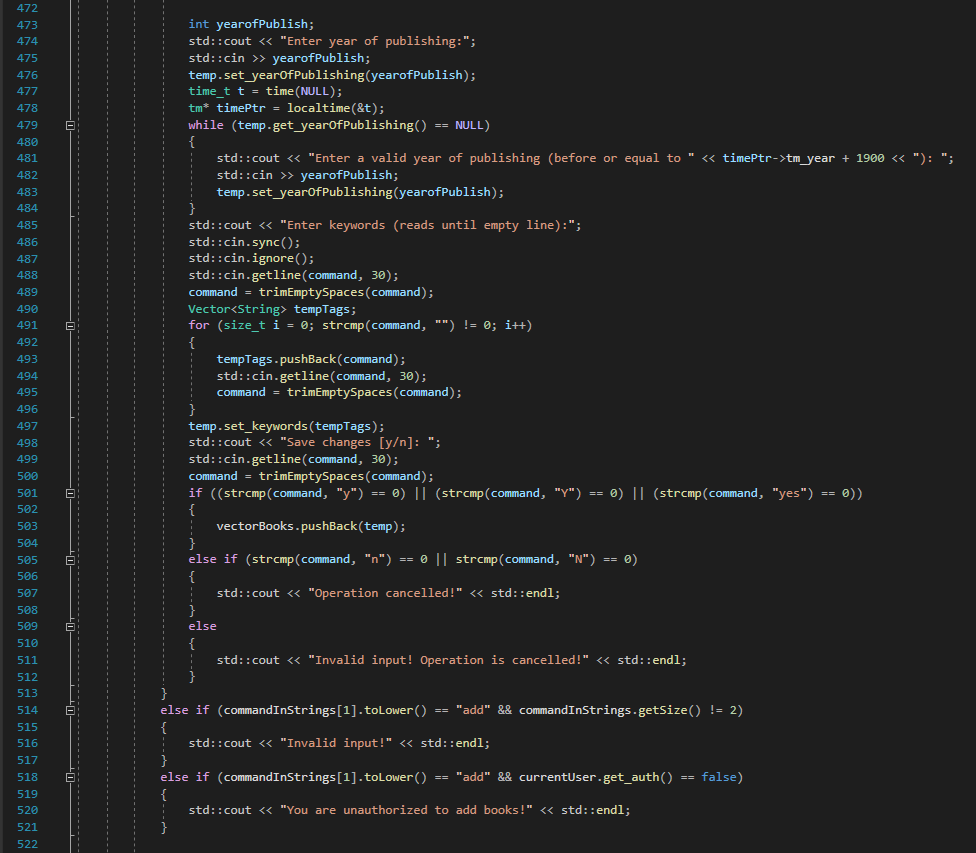 472
473 int yearofPublish;
474 std::cout << "Enter year of publishing:";
475 std::cin >> yearofPublish;
476 temp.set_yearOfPublishing(yearofPublish);
477 time_t t = time(NULL);
478 tm* timePtr = localtime(&t);
479 while (temp.get_yearOfPublishing() == NULL)
480 {
481 std::cout << "Enter a valid year of publishing (before or equal to " << timePtr->tm_year + 1900 << "): ";
482 std::cin >> yearofPublish;
483 temp.set_yearOfPublishing(yearofPublish);
484 }
485 std::cout << "Enter keywords (reads until empty line):";
486 std::cin.sync();
487 std::cin.ignore();
488 std::cin.getline(command, 30);
489 command = trimEmptySpaces(command);
490 Vector<String> tempTags;
491 for (size_t i = 0; strcmp(command, "") != 0; i++)
492 {
493 tempTags.pushBack(command);
494 std::cin.getline(command, 30);
495 command = trimEmptySpaces(command);
496 }
497 temp.set_keywords(tempTags);
498 std::cout << "Save changes [y/n]: ";
499 std::cin.getline(command, 30);
500 command = trimEmptySpaces(command);
501 if ((strcmp(command, "y") == 0) || (strcmp(command, "Y") == 0) || (strcmp(command, "yes") == 0))
502 {
503 vectorBooks.pushBack(temp);
504 }
505 else if (strcmp(command, "n") == 0 || strcmp(command, "N") == 0)
506 {
507 std::cout << "Operation cancelled!" << std::endl;
508 }
509 else
510 {
511 std::cout << "Invalid input! Operation is cancelled!" << std::endl;
512 }
513 }
514 else if (commandInStrings[1].toLower() == "add" && commandInStrings.getSize() != 2)
515 {
516 std::cout << "Invalid input!" << std::endl;
517 }
518 else if (commandInStrings[1].toLower() == "add" && currentUser.get_auth() == false)
519 {
520 std::cout << "You are unauthorized to add books!" << std::endl;
521 }
522